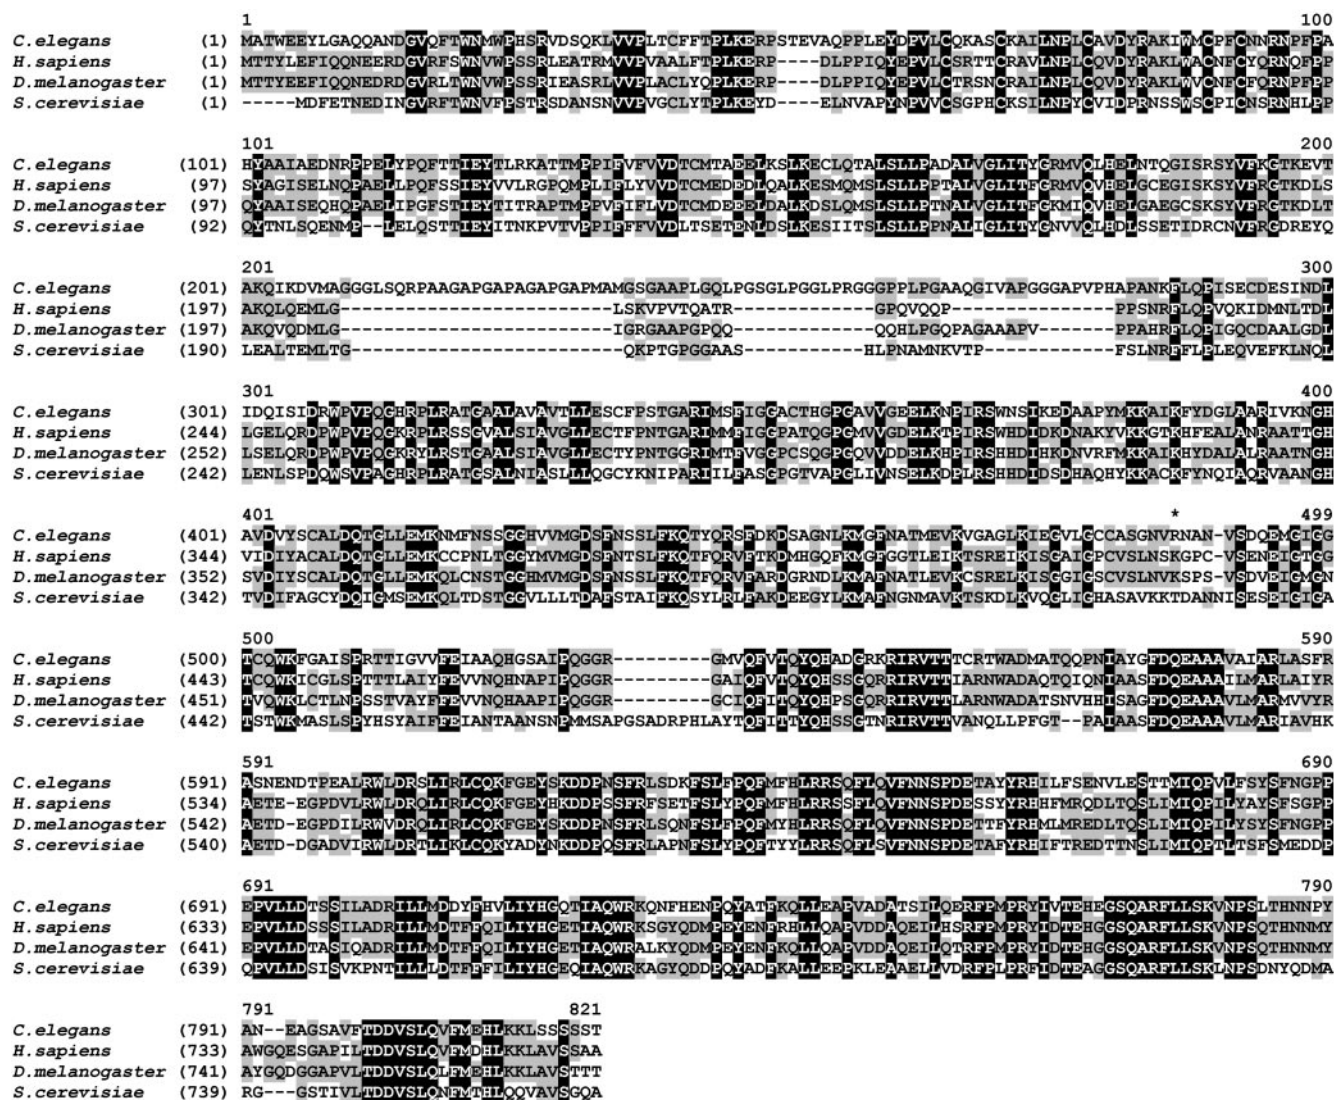 1 100
C.elegans (1) MATWEEYLGAQQANDGVQFTWNMWPHSRVDSQKLVVPLTCFFTPLKERPSTEVAQPPLEYDPVLCQKASCKAILNPLCAVDYRAKIWMCPFCNNRNPFPA
H.sapiens (1) MTTYLEFIQQNEERDGVRFSWNVWPSSRLEATRMVVPVAALFTPLKERP----DLPPIQYEPVLCSRTTCRAVLNPLCQVDYRAKLWACNFCYQRNQFPP
D.melanogaster (1) MTTYEEFIQQNEDRDGVRLTWNVWPSSRIEASRLVVPLACLYQPLKERP----DLPPIQYEPVLCTRSNCRAILNPLCQVDYRAKLWVCNFCFQRNPFPP
S.cerevisiae (1) -----MDFETNEDINGVRFTWNVFPSTRSDANSNVVPVGCLYTPLKEYD----ELNVAPYNPVVCSGPHCKSILNPYCVIDPRNSSWSCPICNSRNHLPP
101 200
C.elegans (101) HYAAIAEDNRPPELYPQFTTIEYTLRKATTMPPIFVFVVDTCMTAEELKSLKECLQTALSLLPADALVGLITYGRMVQLHELNTQGISRSYVFKGTKEVT
H.sapiens (97) SYAGISELNQPAELLPQFSSIEYVVLRGPQMPLIFLYVVDTCMEDEDLQALKESMQMSLSLLPPTALVGLITFGRMVQVHELGCEGISKSYVFRGTKDLS
D.melanogaster (97) QYAAISEQHQPAELIPGFSTIEYTITRAPTMPPVFIFLVDTCMDEEELDALKDSLQMSLSLLPTNALVGLITFGKMIQVHELGAEGCSKSYVFRGTKDLT
S.cerevisiae (92) QYTNLSQENMP--LELQSTTIEYITNKPVTVPPIFFFVVDLTSETENLDSLKESIITSLSLLPPNALIGLITYGNVVQLHDLSSETIDRCNVFRGDREYQ
201 300
C.elegans (201) AKQIKDVMAGGGLSQRPAAGAPGAPAGAPGAPMAMGSGAAPLGQLPGSGLPGGLPRGGGPPLPGAAQGIVAPGGGAPVPHAPANKFLQPISECDESINDL
H.sapiens (197) AKQLQEMLG-------------------------LSKVPVTQATR-------------GPQVQQP-------------PPSNRFLQPVQKIDMNLTDL
D.melanogaster (197) AKQVQDMLG-------------------------IGRGAAPGPQQ-------------QQHLPGQPAGAAAPV-------PPAHRFLQPIGQCDAALGDL
S.cerevisiae (190) LEALTEMLTG-------------------------QKPTGPGGAAS-----------HLPNAMNKVTP------------FSLNRFFLPLEQVEFKLNQL
301 400
C.elegans (301) IDQISIDRWPVPQGHRPLRATGAALAVAVTLLESCFPSTGARIMSFIGGACTHGPGAVVGEELKNPIRSWNSIKEDAAPYMKKAIKFYDGLAARIVKNGH
H.sapiens (244) LGELQRDPWPVPQGKRPLRSSGVALSIAVGLLECTFPNTGARIMMFIGGPATQGPGMVVGDELKTPIRSWHDIDKDNAKYVKKGTKHFEALANRAATTGH
D.melanogaster (252) LSELQRDPWPVPQGKRYLRSTGAALSIAVGLLECTYPNTGGRIMTFVGGPCSQGPGQVVDDELKHPIRSHHDIHKDNVRFMKKAIKHYDALALRAATNGH
S.cerevisiae (242) LENLSPDQWSVPAGHRPLRATGSALNIASLLLQGCYKNIPARIILFASGPGTVAPGLIVNSELKDPLRSHHDIDSDHAQHYKKACKFYNQIAQRVAANGH
*
401 499
C.elegans (401) AVDVYSCALDQTGLLEMKNMFNSSGGHVVMGDSFNSSLFKQTYQRSFDKDSAGNLKMGFNATMEVKVGAGLKIEGVLGCCASGNVRNAN-VSDQEMGIGG
H.sapiens (344) VIDIYACALDQTGLLEMKCCPNLTGGYMVMGDSFNTSLFKQTFQRVFTKDMHGQFKMGFGGTLEIKTSREIKISGAIGPCVSLNSKGPC-VSENEIGTGG
D.melanogaster (352) SVDIYSCALDQTGLLEMKQLCNSTGGHMVMGDSFNSSLFKQTFQRVFARDGRNDLKMAFNATLEVKCSRELKISGGIGSCVSLNVKSPS-VSDVEIGMGN
S.cerevisiae (342) TVDIFAGCYDQIGMSEMKQLTDSTGGVLLLTDAFSTAIFKQSYLRLFAKDEEGYLKMAFNGNMAVKTSKDLKVQGLIGHASAVKKTDANNISESEIGIGA
500 590
C.elegans (500) TCQWKFGAISPRTTIGVVFEIAAQHGSAIPQGGR---------GMVQFVTQYQHADGRKRIRVTTTCRTWADMATQQPNIAYGFDQEAAAVAIARLASFR
H.sapiens (443) TCQWKICGLSPTTTLAIYFEVVNQHNAPIPQGGR---------GAIQFVTQYQHSSGQRRIRVTTIARNWADAQTQIQNIAASFDQEAAAILMARLAIYR
D.melanogaster (451) TVQWKLCTLNPSSTVAYFFEVVNQHAAPIPQGGR---------GCIQFITQYQHPSGQRRIRVTTLARNWADATSNVHHISAGFDQEAAAVLMARMVVYR
S.cerevisiae (442) TSTWKMASLSPYHSYAIFFEIANTAANSNPMMSAPGSADRPHLAYTQFITTYQHSSGTNRIRVTTVANQLLPFGT--PAIAASFDQEAAAVLMARIAVHK
591 690
C.elegans (591) ASNENDTPEALRWLDRSLIRLCQKFGEYSKDDPNSFRLSDKFSLFPQFMFHLRRSQFLQVFNNSPDETAYYRHILFSENVLESTTMIQPVLFSYSFNGPP
H.sapiens (534) AETE-EGPDVLRWLDRQLIRLCQKFGEYHKDDPSSFRFSETFSLYPQFMFHLRRSSFLQVFNNSPDESSYYRHHFMRQDLTQSLIMIQPILYAYSFSGPP
D.melanogaster (542) AETD-EGPDILRWVDRQLIRLCQKFGEYSKDDPNSFRLSQNFSLFPQFMYHLRRSQFLQVFNNSPDETTFYRHMLMREDLTQSLIMIQPILYSYSFNGPP
S.cerevisiae (540) AETD-DGADVIRWLDRTLIKLCQKYADYNKDDPQSFRLAPNFSLYPQFTYYLRRSQFLSVFNNSPDETAFYRHIFTREDTTNSLIMIQPTLTSFSMEDDP
691 790
C.elegans (691) EPVLLDTSSILADRILLMDDYFHVLIYHGQTIAQWRKQNFHENPQYATFKQLLEAPVADATSILQERFPMPRYIVTEHEGSQARFLLSKVNPSLTHNNPY
H.sapiens (633) EPVLLDSSSILADRILLMDTFFQILIYHGETIAQWRKSGYQDMPEYENFRHLLQAPVDDAQEILHSRFPMPRYIDTEHGGSQARFLLSKVNPSQTHNNMY
D.melanogaster (641) EPVLLDTASIQADRILLMDTFFQILIYHGETIAQWRALKYQDMPEYENFKQLLQAPVDDAQEILQTRFPMPRYIDTEHGGSQARFLLSKVNPSQTHNNMY
S.cerevisiae (639) QPVLLDSISVKPNTILLLDTFFFILIYHGEQIAQWRKAGYQDDPQYADFKALLEEPKLEAAELLVDRFPLPRFIDTEAGGSQARFLLSKLNPSDNYQDMA
791 821
C.elegans (791) AN--EAGSAVFTDDVSLQVFMEHLKKLSSSSST
H.sapiens (733) AWGQESGAPILTDDVSLQVFMDHLKKLAVSSAA
D.melanogaster (741) AYGQDGGAPVLTDDVSLQLFMEHLKKLAVSTTT
S.cerevisiae (739) RG---GSTIVLTDDVSLQNFMTHLQQVAVSGQA